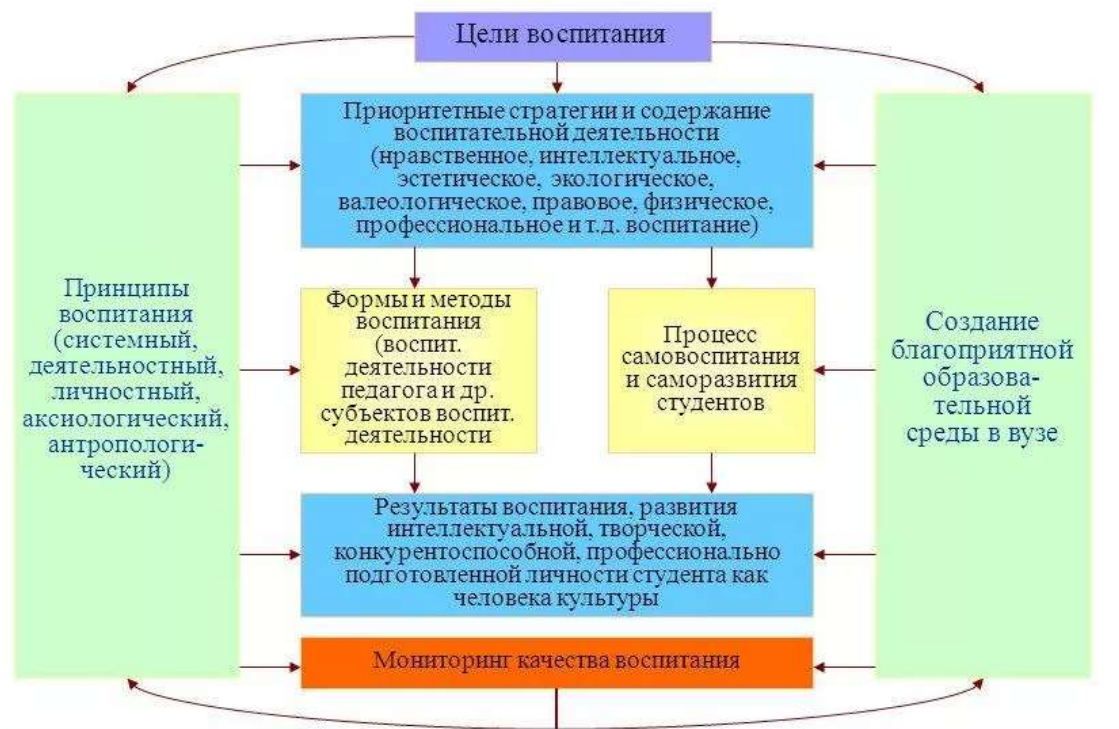 Цели воспитания
Приоритетные стратегии и содержание
воспитательной деятельности
(нравственное, интеллектуальное,
эстетическое, экологическое,
валеологическое, правовое, физическое,
профессиональное и т.д. воспитание)
Принципы
воспитания
(системный,
деятельностный,
личностный,
аксиологический,
антропологи-
ческий)
Формы и методы
воспитания
(воспит.
деятельности
педагога и др.
субъектов воспит.
деятельности
Процесс
самовоспитания
и саморазвития
студентов
Создание
благоприятной
образова-
тельной
среды в вузе
Результаты воспитания, развития
интеллектуальной, творческой,
конкурентоспособной, профессионально
подготовленной личности студента как
человека культуры
Мониторинг качества воспитания